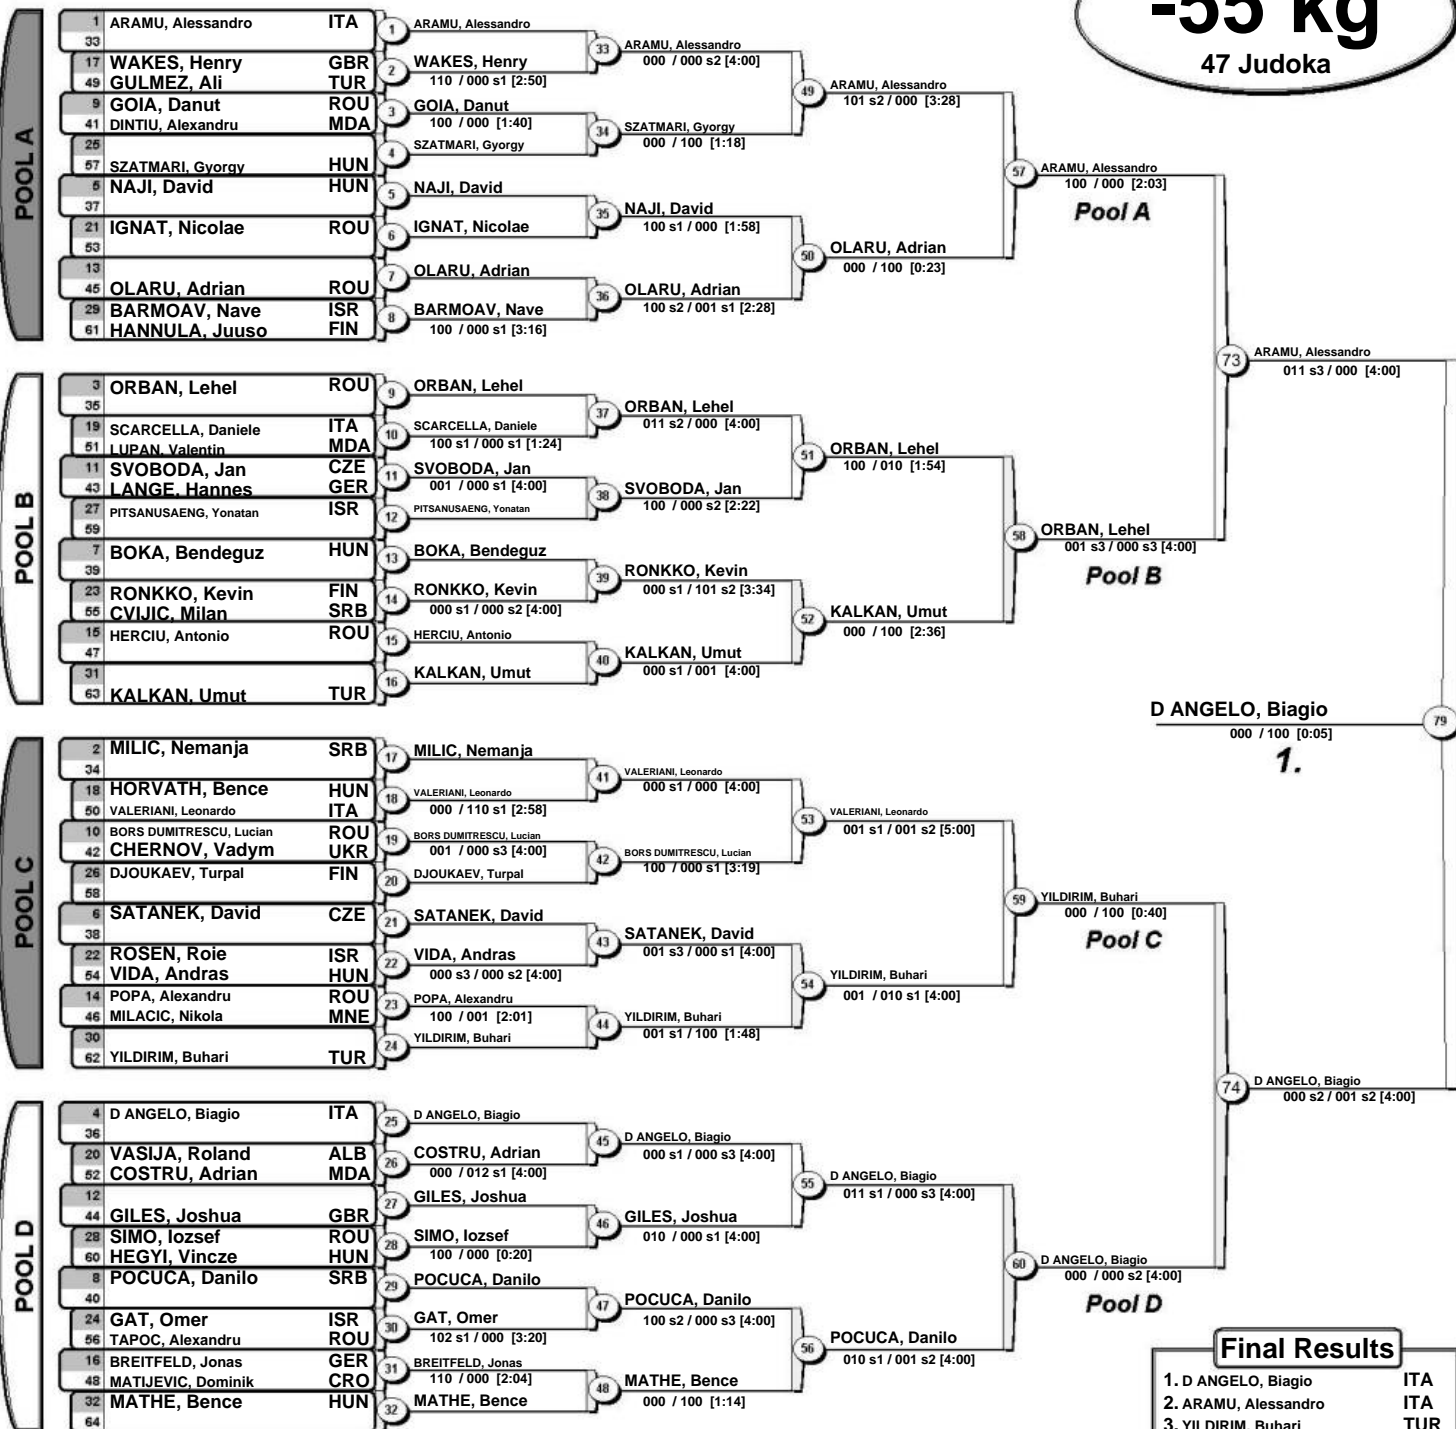 -55 kg
47 Judoka
POOL A
1 ARAMU, Alessandro ITA
33
17 WAKES, Henry GBR
49 GULMEZ, Ali TUR
9 GOIA, Danut ROU
41 DINTIU, Alexandru MDA
25
57 SZATMARI, Gyorgy HUN
5 NAJI, David HUN
37
21 IGNAT, Nicolae ROU
53
13
45 OLARU, Adrian ROU
29 BARMOAV, Nave ISR
61 HANNULA, Juuso FIN
1 ARAMU, Alessandro
2 WAKES, Henry
110 / 000 s1 [2:50]
3 GOIA, Danut
100 / 000 [1:40]
4 SZATMARI, Gyorgy
5 NAJI, David
6 IGNAT, Nicolae
7 OLARU, Adrian
8 BARMOAV, Nave
100 / 000 s1 [3:16]
33 ARAMU, Alessandro
000 / 000 s2 [4:00]
34 SZATMARI, Gyorgy
000 / 100 [1:18]
35 NAJI, David
100 s1 / 000 [1:58]
36 OLARU, Adrian
100 s2 / 001 s1 [2:28]
49 ARAMU, Alessandro
101 s2 / 000 [3:28]
50 OLARU, Adrian
000 / 100 [0:23]
57 ARAMU, Alessandro
100 / 000 [2:03]
Pool A
POOL B
3 ORBAN, Lehel ROU
35
19 SCARCELLA, Daniele ITA
51 LUPAN, Valentin MDA
11 SVOBODA, Jan CZE
43 LANGE, Hannes GER
27 PITSANUSAENG, Yonatan ISR
59
7 BOKA, Bendeguz HUN
39
23 RONKKO, Kevin FIN
55 CVIJIC, Milan SRB
15 HERCIU, Antonio ROU
47
31
63 KALKAN, Umut TUR
9 ORBAN, Lehel
10 SCARCELLA, Daniele
100 s1 / 000 s1 [1:24]
11 SVOBODA, Jan
001 / 000 s1 [4:00]
12 PITSANUSAENG, Yonatan
13 BOKA, Bendeguz
14 RONKKO, Kevin
000 s1 / 000 s2 [4:00]
15 HERCIU, Antonio
16 KALKAN, Umut
37 ORBAN, Lehel
011 s2 / 000 [4:00]
38 SVOBODA, Jan
100 / 000 s2 [2:22]
39 RONKKO, Kevin
000 s1 / 101 s2 [3:34]
40 KALKAN, Umut
000 s1 / 001 [4:00]
51 ORBAN, Lehel
100 / 010 [1:54]
52 KALKAN, Umut
000 / 100 [2:36]
58 ORBAN, Lehel
001 s3 / 000 s3 [4:00]
Pool B
73 ARAMU, Alessandro
011 s3 / 000 [4:00]
D ANGELO, Biagio 79
000 / 100 [0:05]
1.
POOL C
2 MILIC, Nemanja SRB
34
18 HORVATH, Bence HUN
50 VALERIANI, Leonardo ITA
10 BORS DUMITRESCU, Lucian ROU
42 CHERNOV, Vadym UKR
26 DJOUKAEV, Turpal FIN
58
6 SATANEK, David CZE
38
22 ROSEN, Roie ISR
54 VIDA, Andras HUN
14 POPA, Alexandru ROU
46 MILACIC, Nikola MNE
30
62 YILDIRIM, Buhari TUR
17 MILIC, Nemanja
18 VALERIANI, Leonardo
000 / 110 s1 [2:58]
19 BORS DUMITRESCU, Lucian
001 / 000 s3 [4:00]
20 DJOUKAEV, Turpal
21 SATANEK, David
22 VIDA, Andras
000 s3 / 000 s2 [4:00]
23 POPA, Alexandru
100 / 001 [2:01]
24 YILDIRIM, Buhari
41 VALERIANI, Leonardo
000 s1 / 000 [4:00]
42 BORS DUMITRESCU, Lucian
100 / 000 s1 [3:19]
43 SATANEK, David
001 s3 / 000 s1 [4:00]
44 YILDIRIM, Buhari
001 s1 / 100 [1:48]
53 VALERIANI, Leonardo
001 s1 / 001 s2 [5:00]
54 YILDIRIM, Buhari
001 / 010 s1 [4:00]
59 YILDIRIM, Buhari
000 / 100 [0:40]
Pool C
POOL D
4 D ANGELO, Biagio ITA
36
20 VASIJA, Roland ALB
52 COSTRU, Adrian MDA
12
44 GILES, Joshua GBR
28 SIMO, Iozsef ROU
60 HEGYI, Vincze HUN
8 POCUCA, Danilo SRB
40
24 GAT, Omer ISR
56 TAPOC, Alexandru ROU
16 BREITFELD, Jonas GER
48 MATIJEVIC, Dominik CRO
32 MATHE, Bence HUN
64
25 D ANGELO, Biagio
26 COSTRU, Adrian
000 / 012 s1 [4:00]
27 GILES, Joshua
28 SIMO, Iozsef
100 / 000 [0:20]
29 POCUCA, Danilo
30 GAT, Omer
102 s1 / 000 [3:20]
31 BREITFELD, Jonas
110 / 000 [2:04]
32 MATHE, Bence
45 D ANGELO, Biagio
000 s1 / 000 s3 [4:00]
46 GILES, Joshua
010 / 000 s1 [4:00]
47 POCUCA, Danilo
100 s2 / 000 s3 [4:00]
48 MATHE, Bence
000 / 100 [1:14]
55 D ANGELO, Biagio
011 s1 / 000 s3 [4:00]
56 POCUCA, Danilo
010 s1 / 001 s2 [4:00]
60 D ANGELO, Biagio
000 / 000 s2 [4:00]
Pool D
74 D ANGELO, Biagio
000 s2 / 001 s2 [4:00]
Final Results
1. D ANGELO, Biagio ITA
2. ARAMU, Alessandro ITA
3. YILDIRIM, Buhari TUR